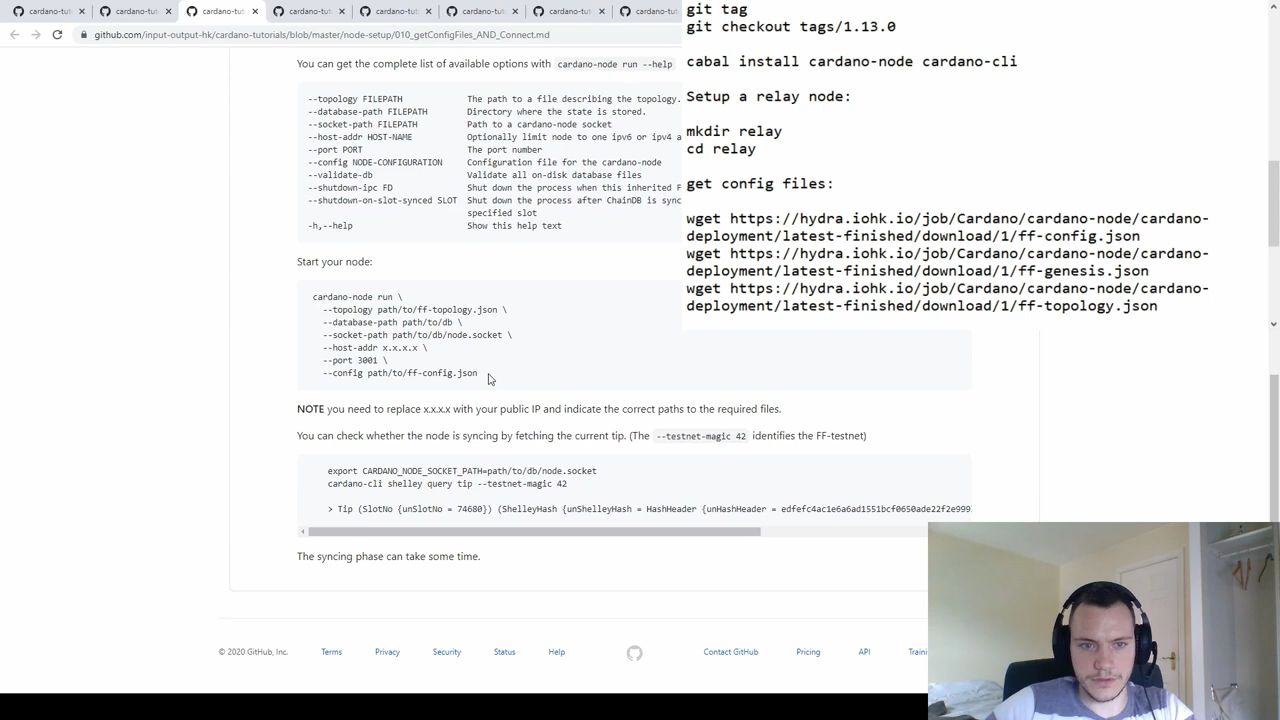 cardano-tut
cardano-tuto
cardano-tuto
cardano-tuto
cardano-tuto
cardano-tuto
cardano-tuto
cardano-tuto
github.com/input-output-hk/cardano-tutorials/blob/master/node-setup/010_getConfigFiles_AND_Connect.md
You can get the complete list of available options with cardano-node run --help
--topology FILEPATH The path to a file describing the topology.
--database-path FILEPATH Directory where the state is stored.
--socket-path FILEPATH Path to a cardano-node socket
--host-addr HOST-NAME Optionally limit node to one ipv6 or ipv4 a
--port PORT The port number
--config NODE-CONFIGURATION Configuration file for the cardano-node
--validate-db Validate all on-disk database files
--shutdown-ipc FD Shut down the process when this inherited F
--shutdown-on-slot-synced SLOT Shut down the process after ChainDB is sync
specified slot
-h,--help Show this help text
Start your node:
cardano-node run \
--topology path/to/ff-topology.json \
--database-path path/to/db \
--socket-path path/to/db/node.socket \
--host-addr x.x.x.x \
--port 3001 \
--config path/to/ff-config.json
NOTE you need to replace x.x.x.x with your public IP and indicate the correct paths to the required files.
You can check whether the node is syncing by fetching the current tip. (The --testnet-magic 42 identifies the FF-testnet)
export CARDANO_NODE_SOCKET_PATH=path/to/db/node.socket
cardano-cli shelley query tip --testnet-magic 42
> Tip (SlotNo {unSlotNo = 74680}) (ShelleyHash {unShelleyHash = HashHeader {unHashHeader = edfefc4ac1e6a6ad1551bcf0650ade22f2e999
The syncing phase can take some time.
© 2020 GitHub, Inc. Terms Privacy Security Status Help Contact GitHub Pricing API Traini
git tag
git checkout tags/1.13.0
cabal install cardano-node cardano-cli
Setup a relay node:
mkdir relay
cd relay
get config files:
wget https://hydra.iohk.io/job/Cardano/cardano-node/cardano-
deployment/latest-finished/download/1/ff-config.json
wget https://hydra.iohk.io/job/Cardano/cardano-node/cardano-
deployment/latest-finished/download/1/ff-genesis.json
wget https://hydra.iohk.io/job/Cardano/cardano-node/cardano-
deployment/latest-finished/download/1/ff-topology.json